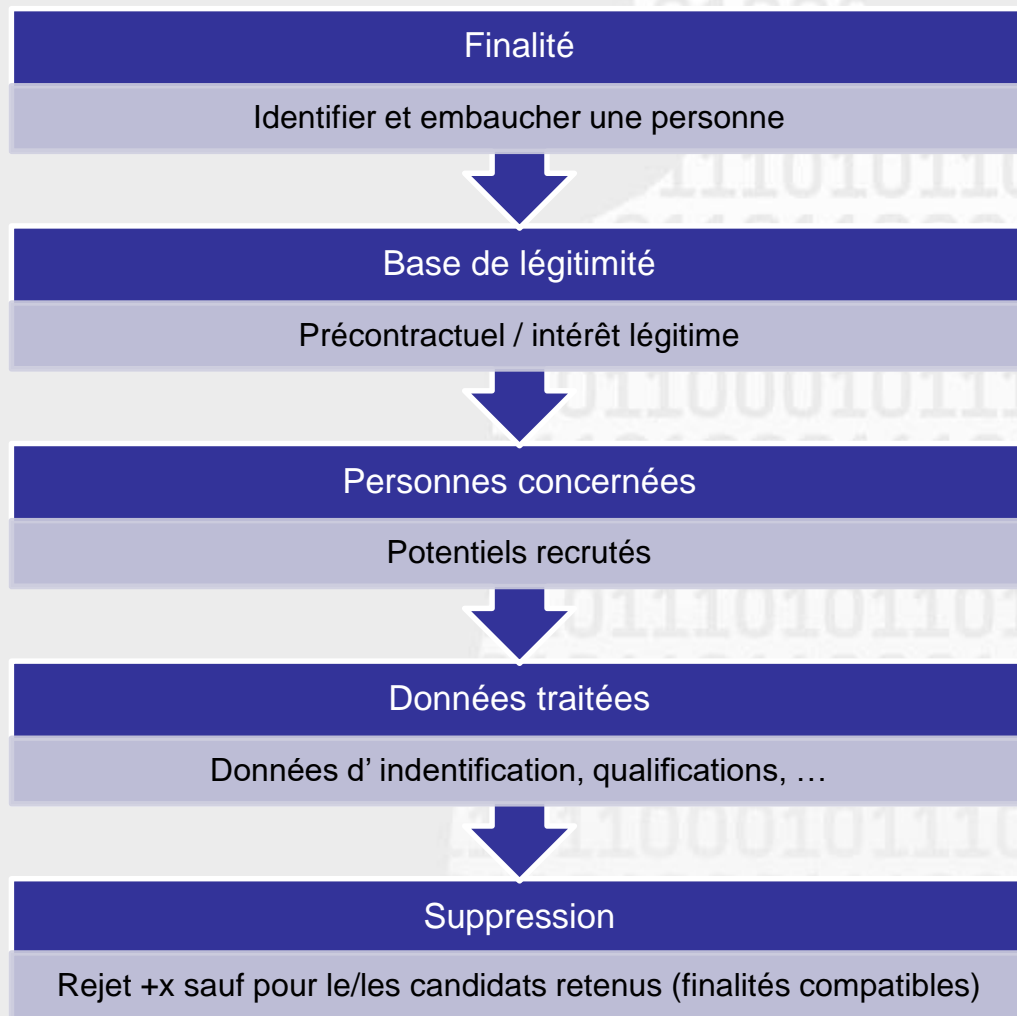 Finalité
Identifier et embaucher une personne
Base de légitimité
Précontractuel / intérêt légitime
Personnes concernées
Potentiels recrutés
Données traitées
Données d’ indentification, qualifications, …
Suppression
Rejet +x sauf pour le/les candidats retenus (finalités compatibles)